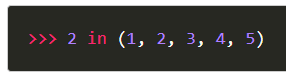 >>> 2 in (1, 2, 3, 4, 5)